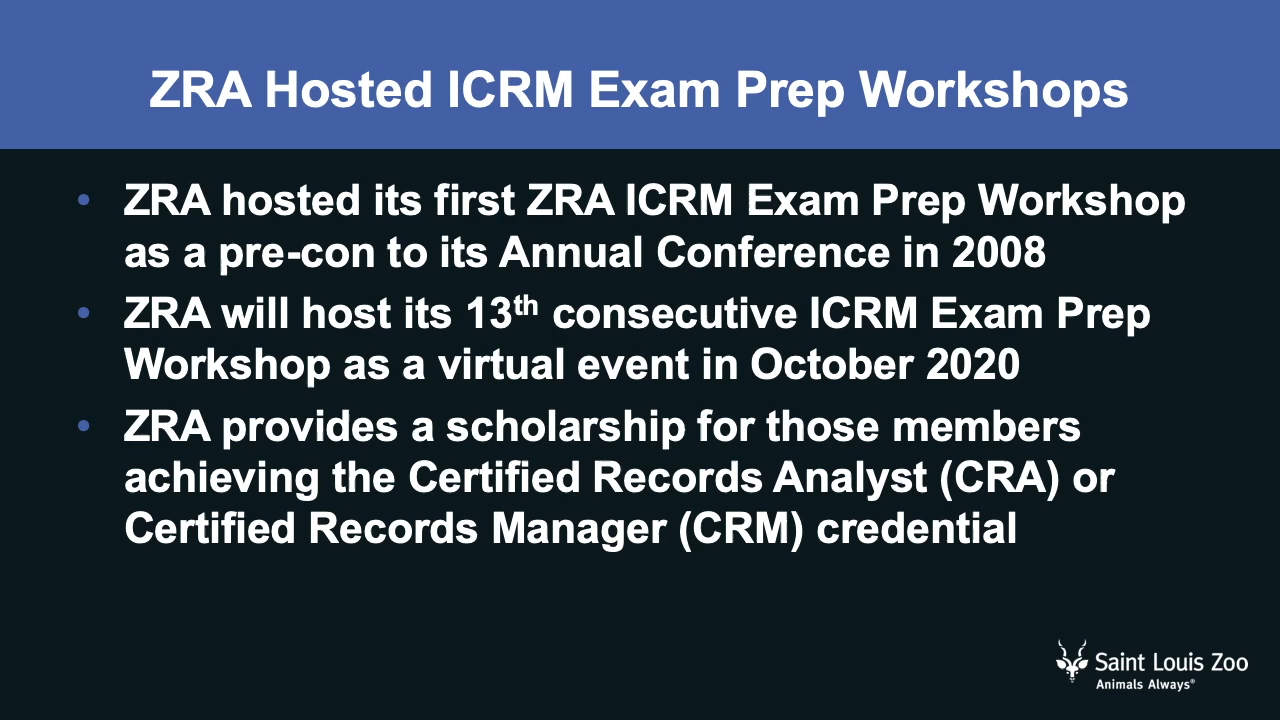 ZRA Hosted ICRM Exam Prep Workshops
• ZRA hosted its first ZRA ICRM Exam Prep Workshop
as a pre-con to its Annual Conference in 2008
• ZRA will host its 13th consecutive ICRM Exam Prep
Workshop as a virtual event in October 2020
• ZRA provides a scholarship for those members
achieving the Certified Records Analyst (CRA) or
Certified Records Manager (CRM) credential
Saint Louis Zoo
Animals Always®